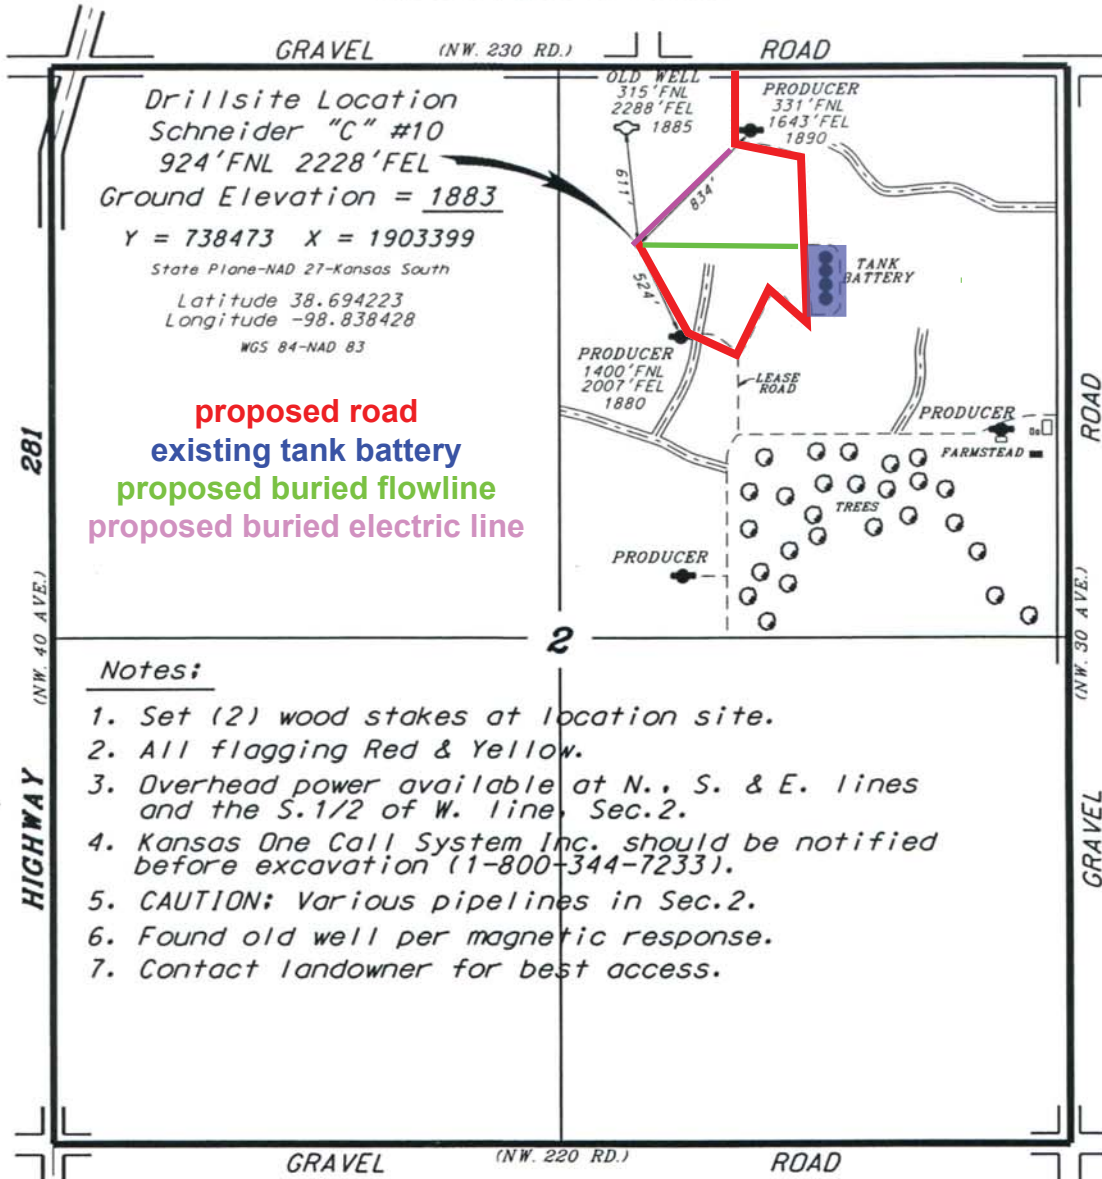 GRAVEL (NW. 230 RD.) ROAD
Drillsite Location
Schneider "C" #10
924'FNL 2228'FEL
Ground Elevation = 1883
Y = 738473 X = 1903399
State Plane-NAD 27-Kansas South
Latitude 38.694223
Longitude -98.838428
WGS 84-NAD 83
OLD WELL
315'FNL
2288'FEL
1885
PRODUCER
331'FNL
1643'FEL
1890
611'
834'
524'
TANK
BATTERY
PRODUCER
1400'FNL
2007'FEL
1880
LEASE
ROAD
PRODUCER
FARMSTEAD
TREES
PRODUCER
proposed road
existing tank battery
proposed buried flowline
proposed buried electric line
2
HIGHWAY (NW. 40 AVE.) 281
GRAVEL (NW. 30 AVE.) ROAD
Notes:
1. Set (2) wood stakes at location site.
2. All flagging Red & Yellow.
3. Overhead power available at N., S. & E. lines
and the S.1/2 of W. line, Sec.2.
4. Kansas One Call System Inc. should be notified
before excavation (1-800-344-7233).
5. CAUTION: Various pipelines in Sec.2.
6. Found old well per magnetic response.
7. Contact landowner for best access.
GRAVEL (NW. 220 RD.) ROAD